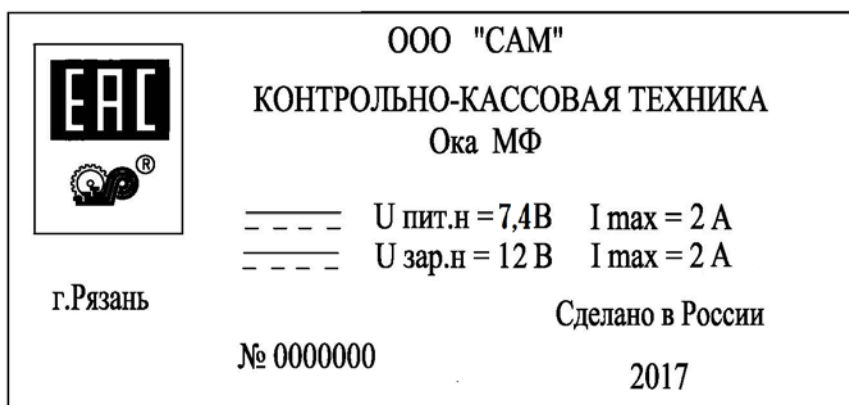 ООО "САМ"
EAC
КОНТРОЛЬНО-КАССОВАЯ ТЕХНИКА
Ока МФ
®
U пит.н = 7,4В I max = 2 А
U зар.н = 12 В I max = 2 А
г.Рязань
Сделано в России
№ 0000000
2017